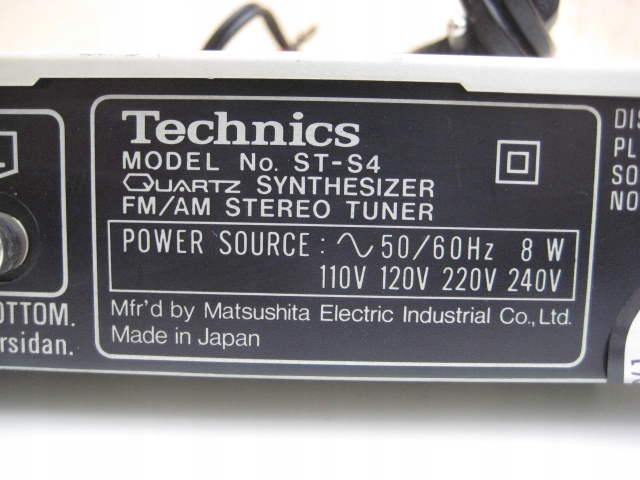 Technics
MODEL No. ST-S4
QUARTZ SYNTHESIZER
FM/AM STEREO TUNER
POWER SOURCE : ∿ 50/60Hz 8 W
110V 120V 220V 240V
Mfr'd by Matsushita Electric Industrial Co., Ltd.
Made in Japan
OTTOM.
rsidan.
DIS
PL
SO
NO